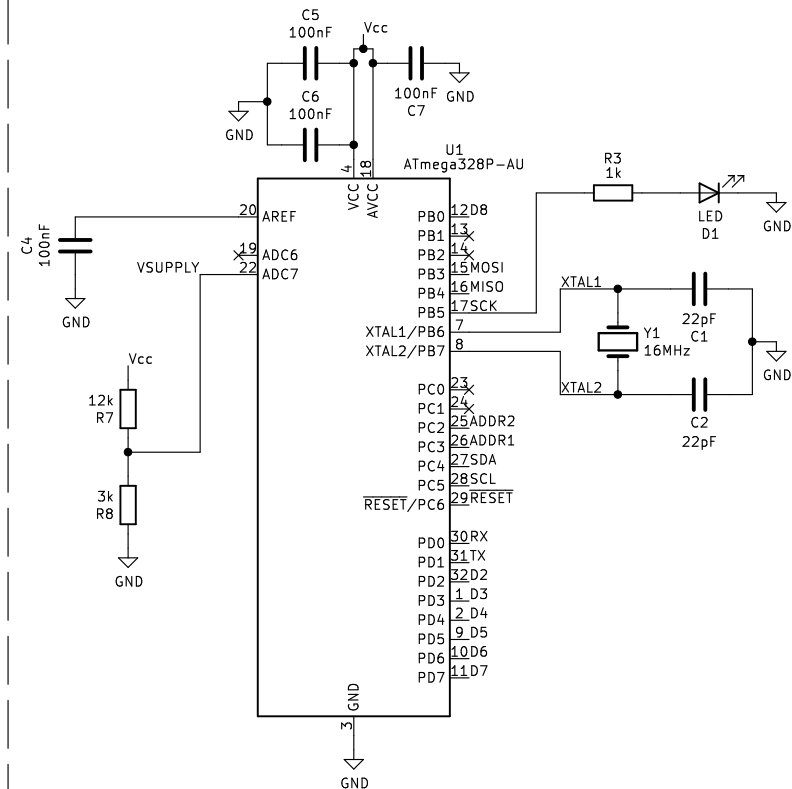 C5
100nF
Vcc
C6
100nF
100nF
C7
GND
GND
U1
ATmega328P-AU
4
18
VCC
AVCC
R3
1k
LED
D1
GND
C4
100nF
GND
20
AREF
19
ADC6
VSUPPLY
22
ADC7
PB0 12 D8
PB1 13
PB2 14
PB3 15 MOSI
PB4 16 MISO
PB5 17 SCK
XTAL1/PB6 7
XTAL2/PB7 8
XTAL1
22pF
C1
Y1
16MHz
GND
XTAL2
C2
22pF
Vcc
12k
R7
3k
R8
GND
PC0 23
PC1 24
PC2 25 ADDR2
PC3 26 ADDR1
PC4 27 SDA
PC5 28 SCL
RESET/PC6 29 RESET
PD0 30 RX
PD1 31 TX
PD2 32 D2
PD3 1 D3
PD4 2 D4
PD5 9 D5
PD6 10 D6
PD7 11 D7
GND
3
GND